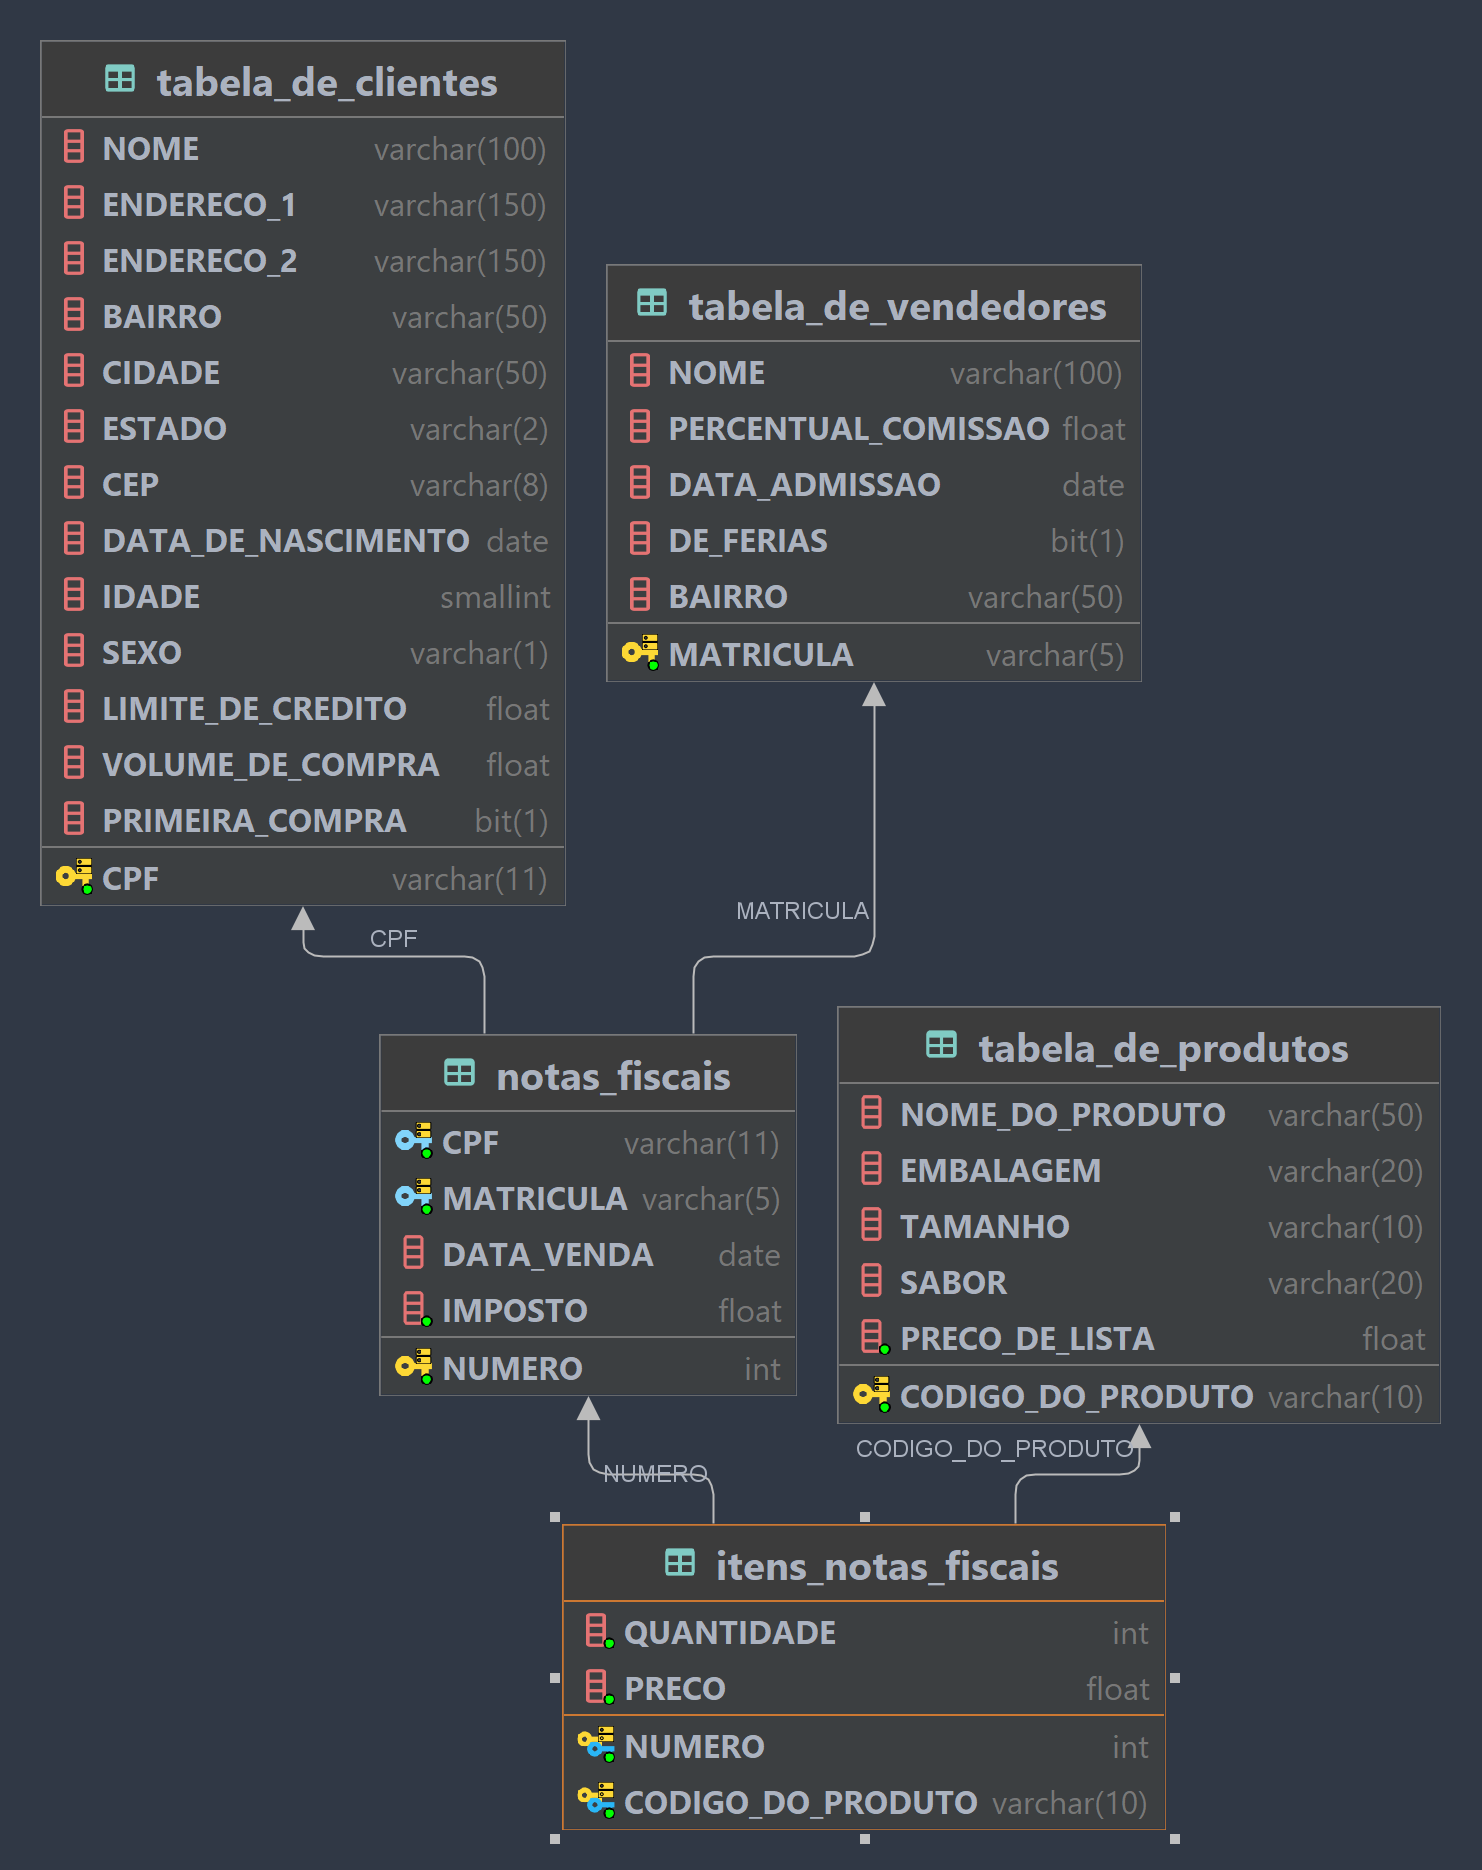 tabela_de_clientes
NOME varchar(100)
ENDERECO_1 varchar(150)
ENDERECO_2 varchar(150)
BAIRRO varchar(50)
CIDADE varchar(50)
ESTADO varchar(2)
CEP varchar(8)
DATA_DE_NASCIMENTO date
IDADE smallint
SEXO varchar(1)
LIMITE_DE_CREDITO float
VOLUME_DE_COMPRA float
PRIMEIRA_COMPRA bit(1)
CPF varchar(11)
tabela_de_vendedores
NOME varchar(100)
PERCENTUAL_COMISSAO float
DATA_ADMISSAO date
DE_FERIAS bit(1)
BAIRRO varchar(50)
MATRICULA varchar(5)
CPF
MATRICULA
notas_fiscais
CPF varchar(11)
MATRICULA varchar(5)
DATA_VENDA date
IMPOSTO float
NUMERO int
tabela_de_produtos
NOME_DO_PRODUTO varchar(50)
EMBALAGEM varchar(20)
TAMANHO varchar(10)
SABOR varchar(20)
PRECO_DE_LISTA float
CODIGO_DO_PRODUTO varchar(10)
NUMERO
CODIGO_DO_PRODUTO
itens_notas_fiscais
QUANTIDADE int
PRECO float
NUMERO int
CODIGO_DO_PRODUTO varchar(10)